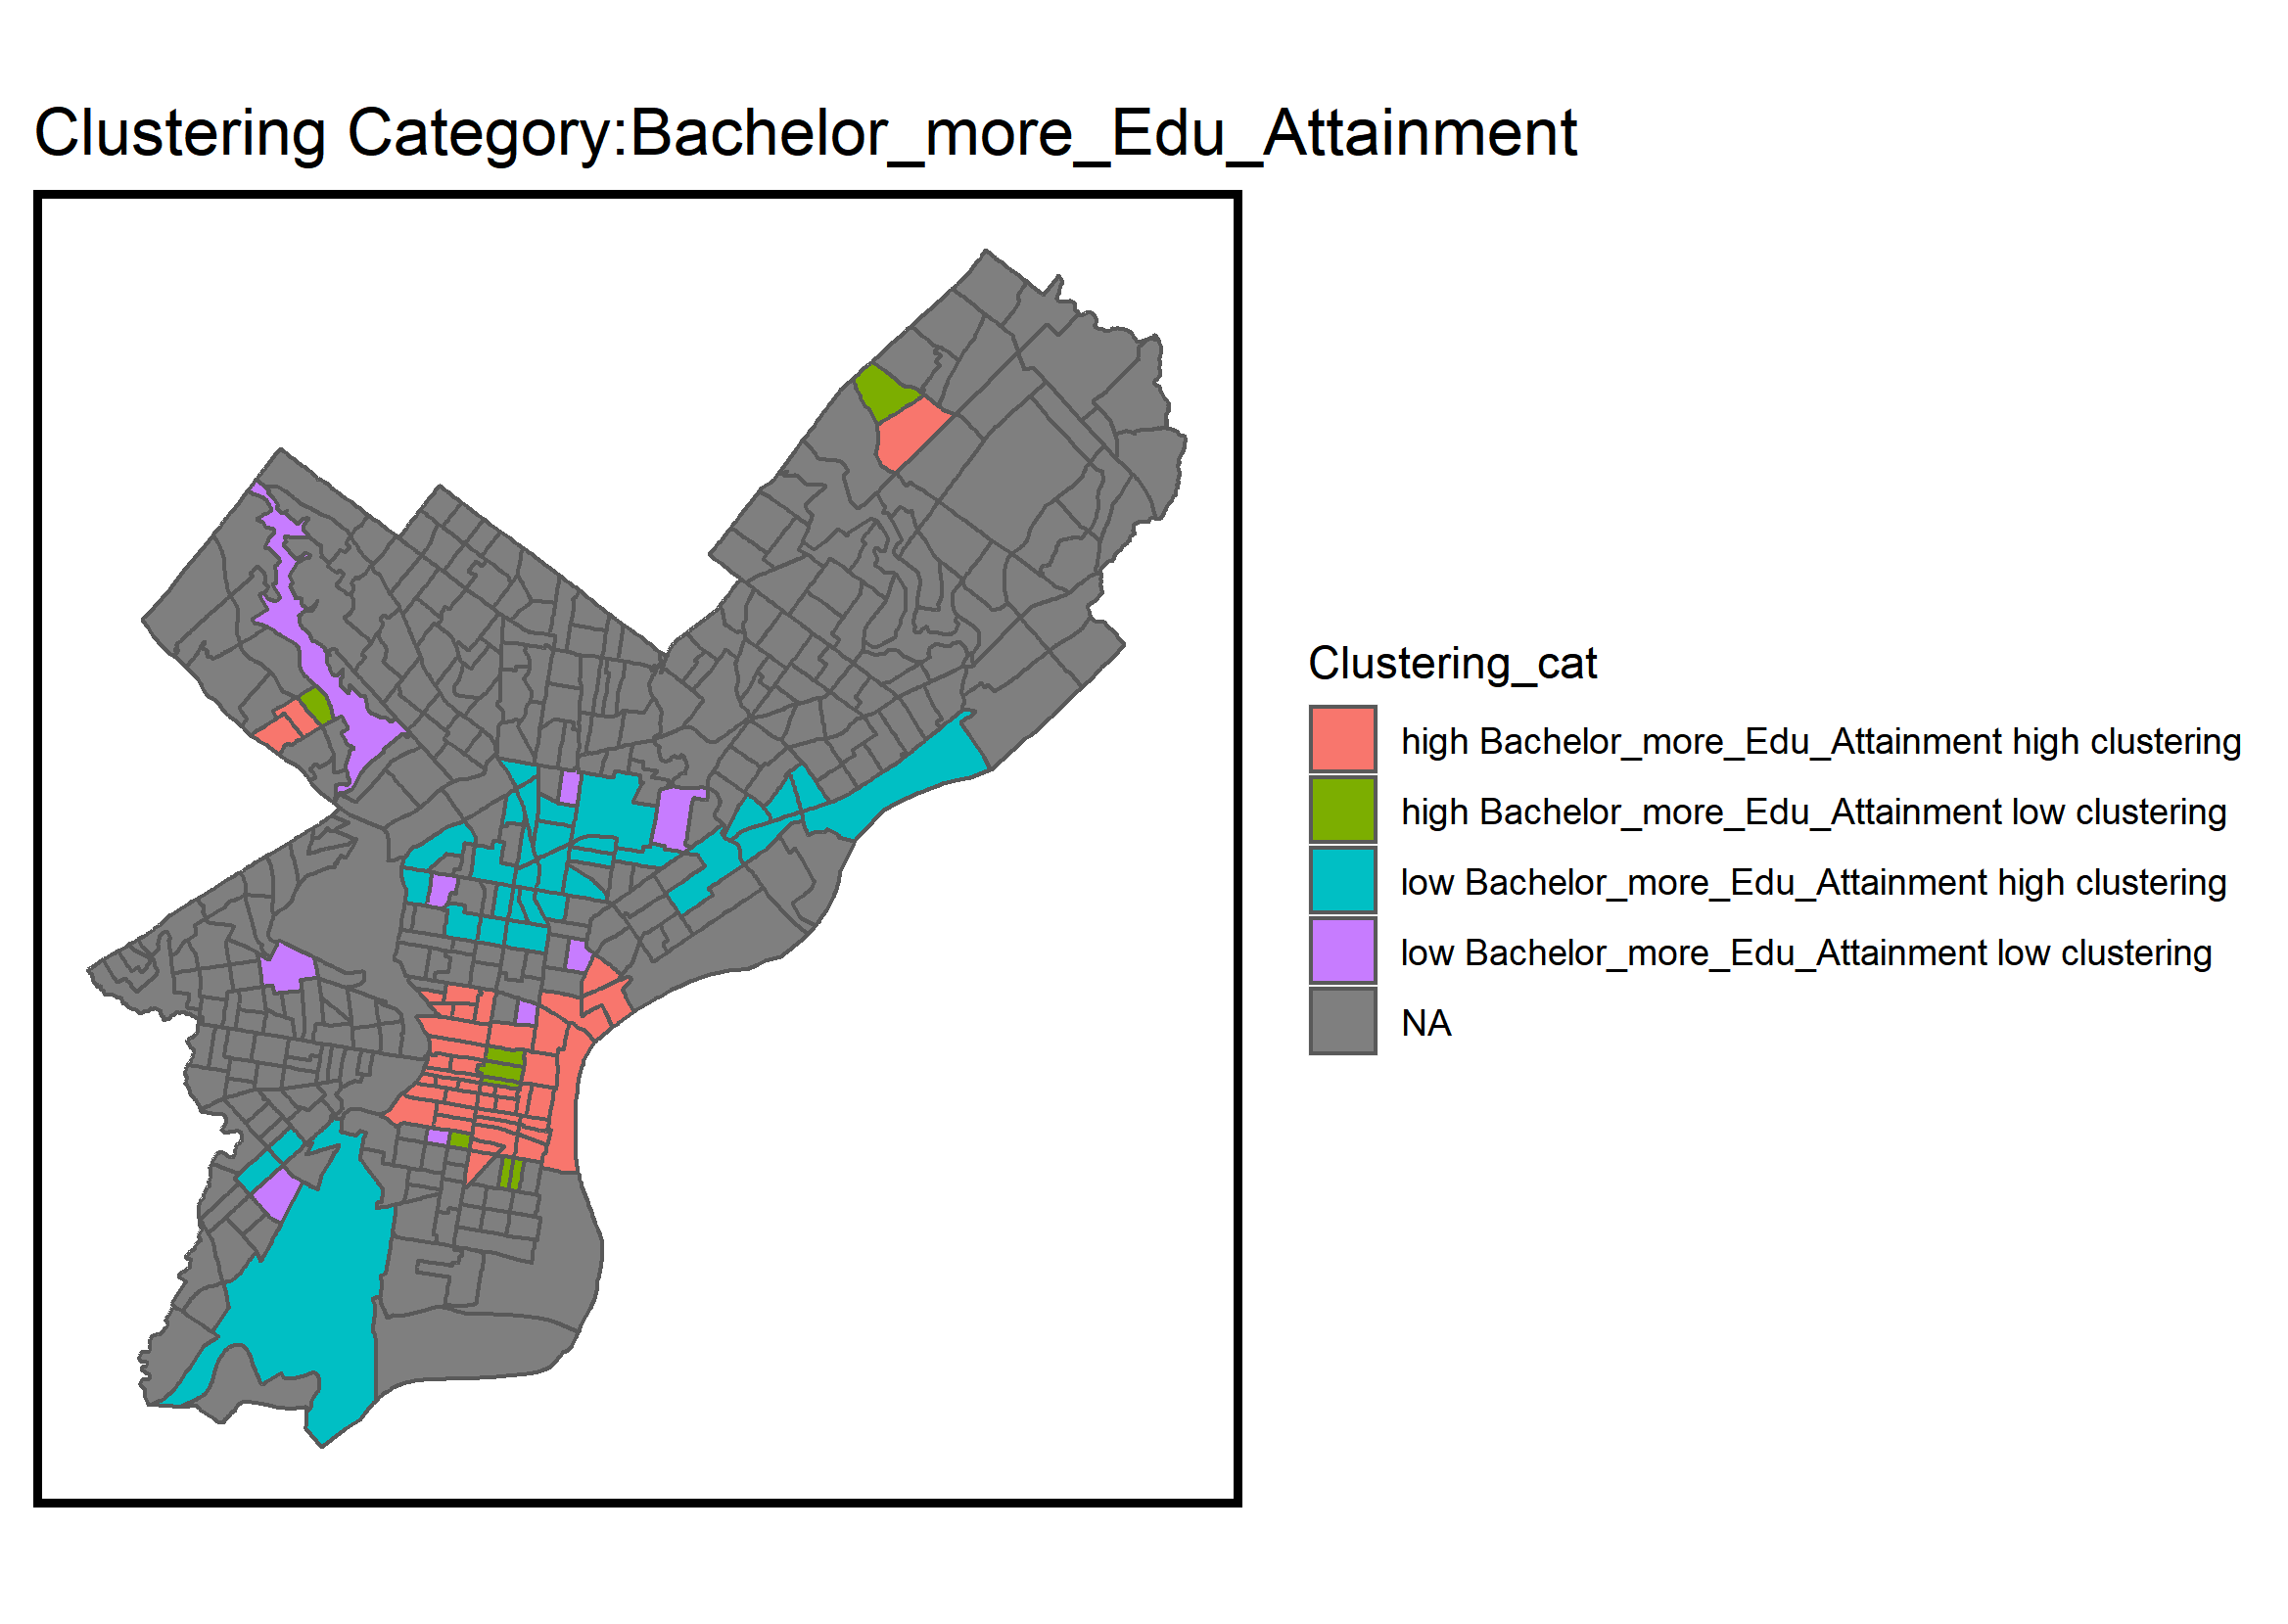 Clustering Category:Bachelor_more_Edu_Attainment
Clustering_cat
high Bachelor_more_Edu_Attainment high clustering
high Bachelor_more_Edu_Attainment low clustering
low Bachelor_more_Edu_Attainment high clustering
low Bachelor_more_Edu_Attainment low clustering
NA